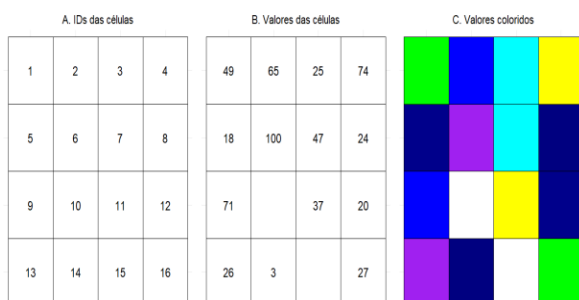 A. IDs das células
1 2 3 4
5 6 7 8
9 10 11 12
13 14 15 16
B. Valores das células
49 65 25 74
18 100 47 24
71 37 20
26 3 27
C. Valores coloridos